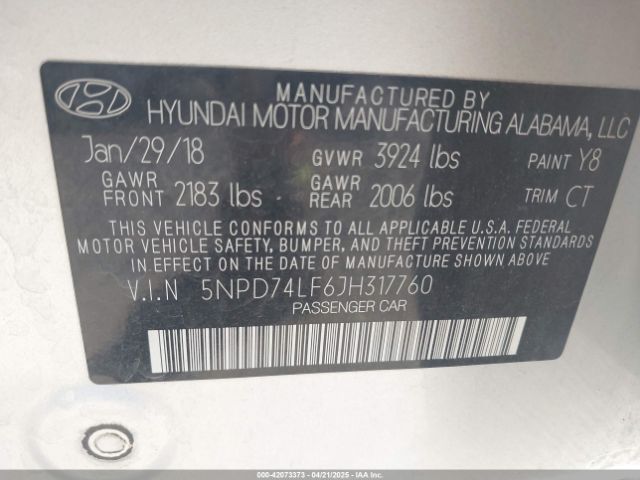 MANUFACTURED BY
HYUNDAI MOTOR MANUFACTURING ALABAMA, LLC
Jan/29/18 GVWR 3924 lbs PAINT Y8
GAWR FRONT 2183 lbs GAWR REAR 2006 lbs TRIM CT
THIS VEHICLE CONFORMS TO ALL APPLICABLE U.S.A. FEDERAL
MOTOR VEHICLE SAFETY, BUMPER, AND THEFT PREVENTION STANDARDS
IN EFFECT ON THE DATE OF MANUFACTURE SHOWN ABOVE.
V.I.N 5NPD74LF6JH317760
PASSENGER CAR
000-42073373 - 04/21/2025 - IAA Inc.